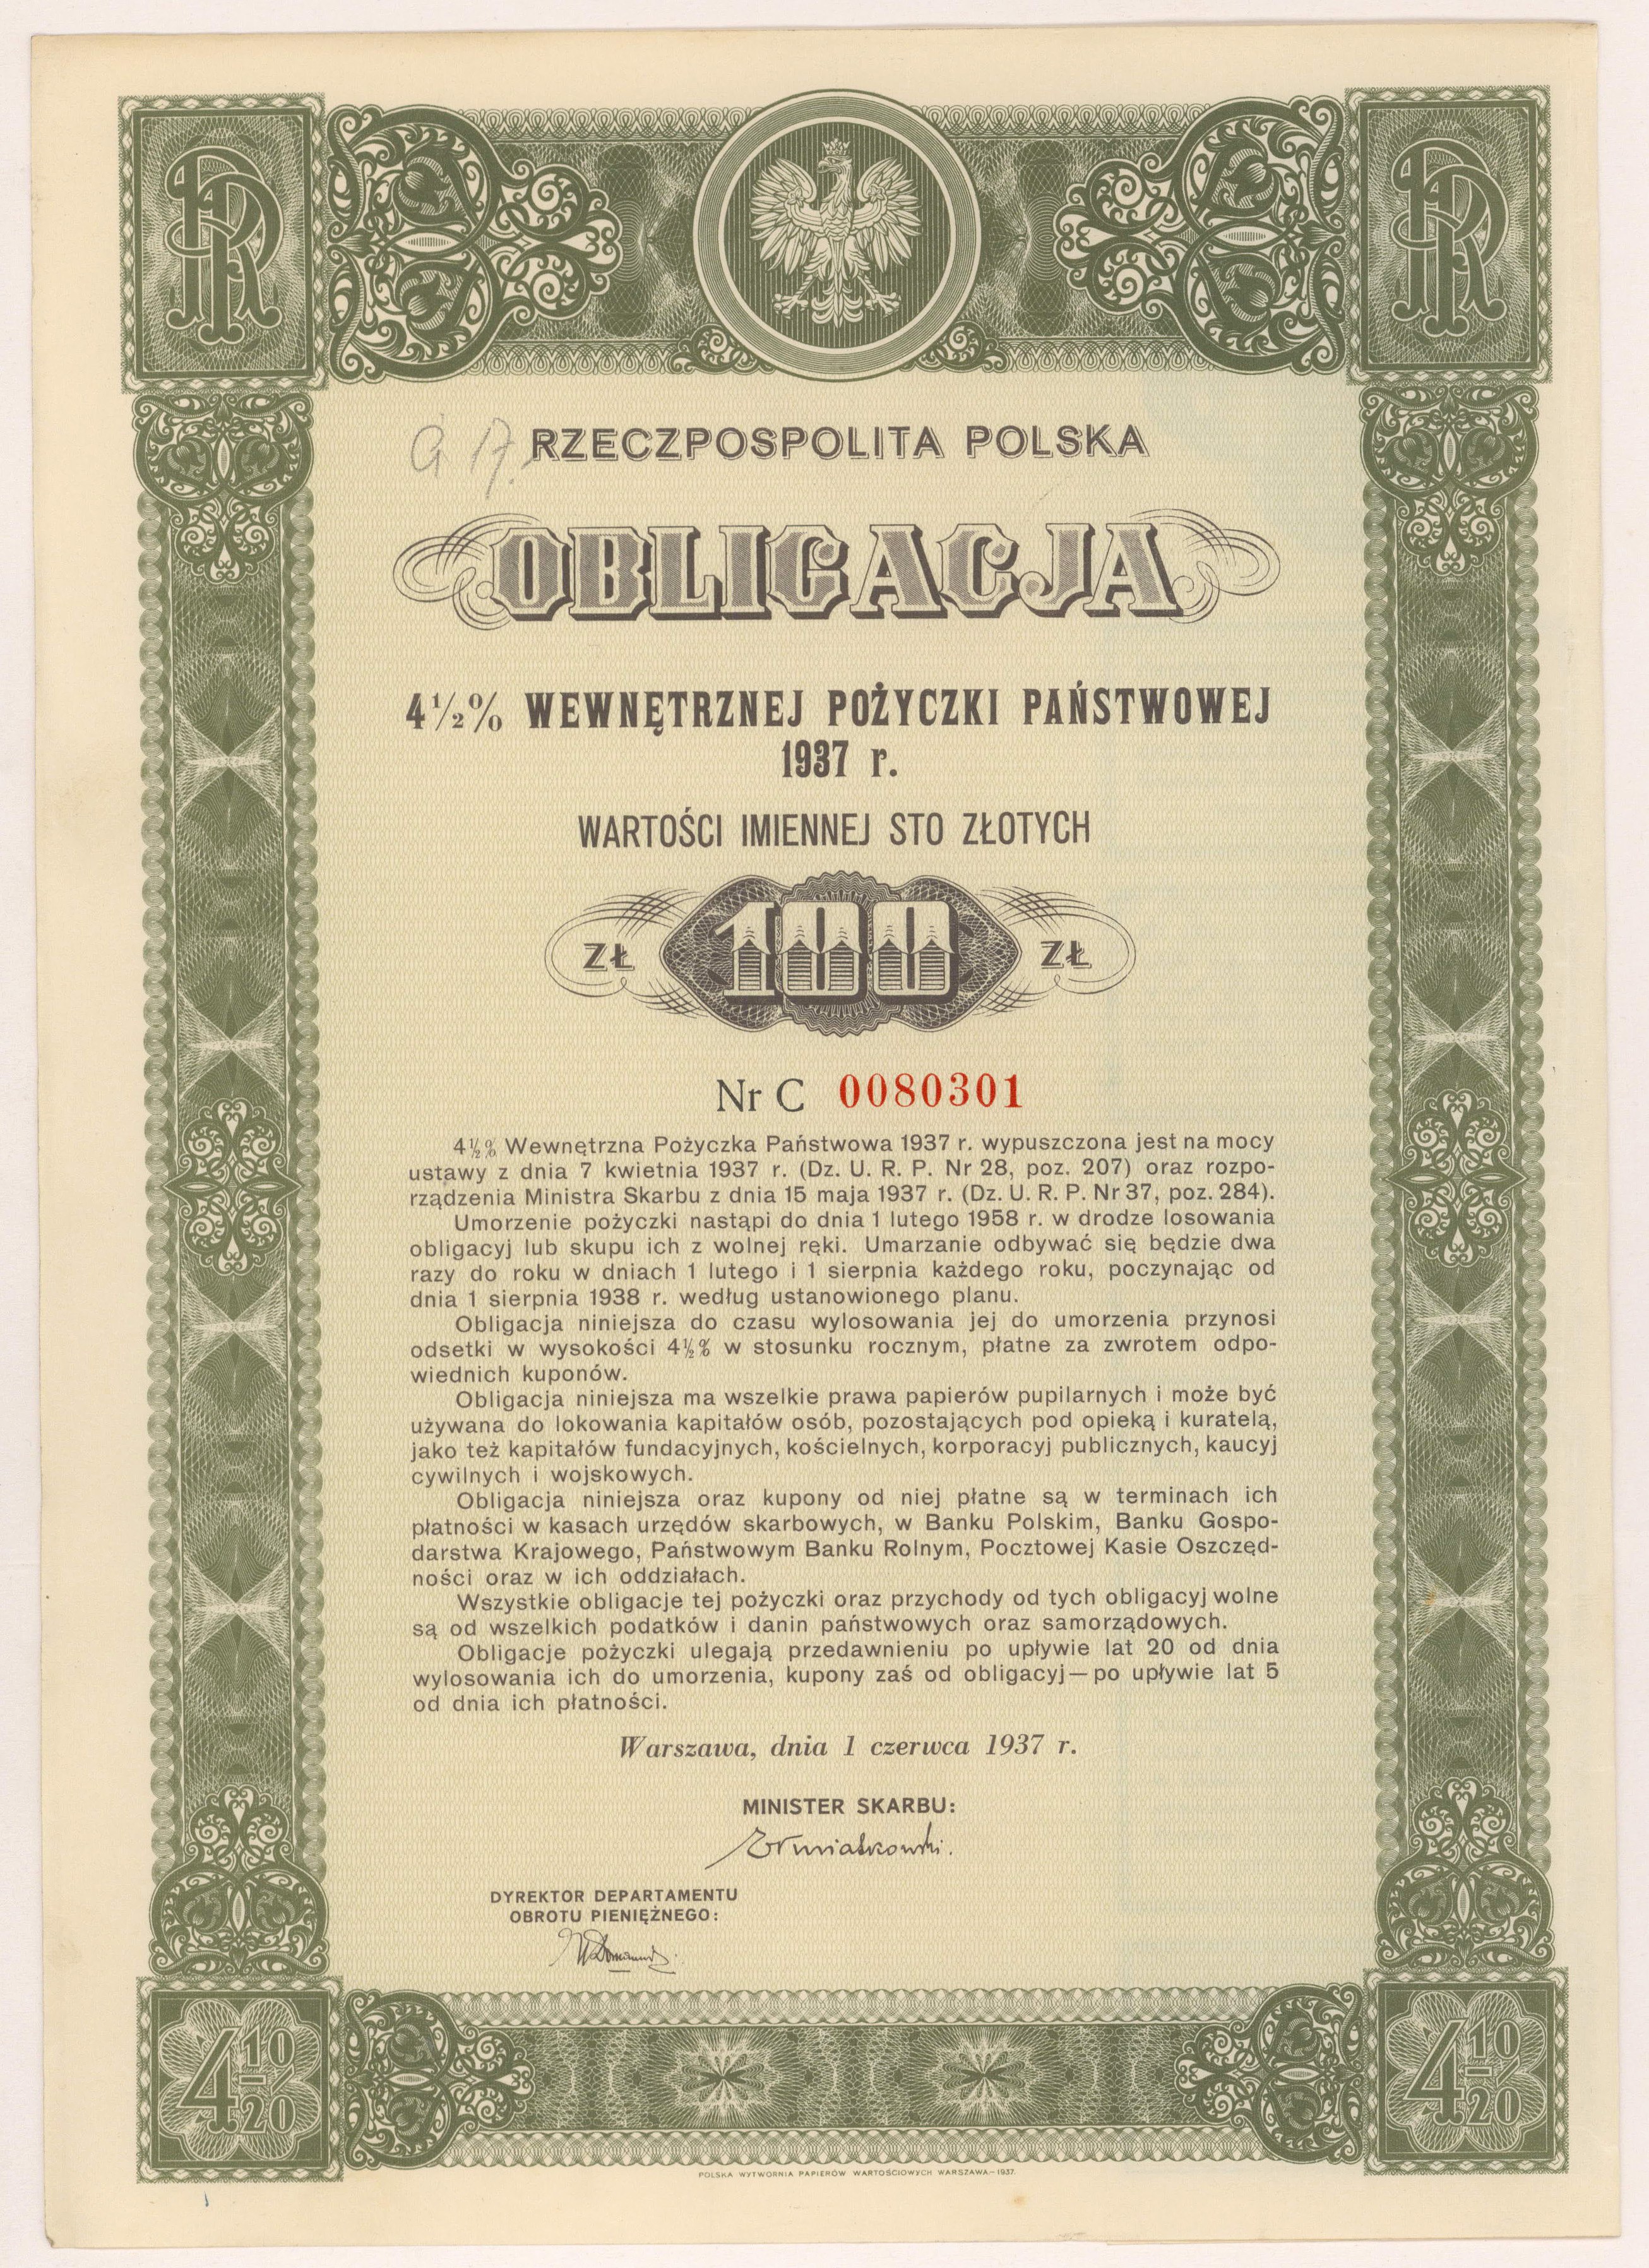 RP
RP
G 17.
RZECZPOSPOLITA POLSKA
OBLIGACJA
4½% WEWNĘTRZNEJ POŻYCZKI PAŃSTWOWEJ
1937 r.
WARTOŚCI IMIENNEJ STO ZŁOTYCH
ZŁ 100 ZŁ
Nr C 0080301
4½% Wewnętrzna Pożyczka Państwowa 1937 r. wypuszczona jest na mocy
ustawy z dnia 7 kwietnia 1937 r. (Dz. U. R. P. Nr 28, poz. 207) oraz rozpo-
rządzenia Ministra Skarbu z dnia 15 maja 1937 r. (Dz. U. R. P. Nr 37, poz. 284).
Umorzenie pożyczki nastąpi do dnia 1 lutego 1958 r. w drodze losowania
obligacyj lub skupu ich z wolnej ręki. Umarzanie odbywać się będzie dwa
razy do roku w dniach 1 lutego i 1 sierpnia każdego roku, poczynając od
dnia 1 sierpnia 1938 r. według ustanowionego planu.
Obligacja niniejsza do czasu wylosowania jej do umorzenia przynosi
odsetki w wysokości 4½% w stosunku rocznym, płatne za zwrotem odpo-
wiednich kuponów.
Obligacja niniejsza ma wszelkie prawa papierów pupilarnych i może być
używana do lokowania kapitałów osób, pozostających pod opieką i kuratelą,
jako też kapitałów fundacyjnych, kościelnych, korporacyj publicznych, kaucyj
cywilnych i wojskowych.
Obligacja niniejsza oraz kupony od niej płatne są w terminach ich
płatności w kasach urzędów skarbowych, w Banku Polskim, Banku Gospo-
darstwa Krajowego, Państwowym Banku Rolnym, Pocztowej Kasie Oszczęd-
ności oraz w ich oddziałach.
Wszystkie obligacje tej pożyczki oraz przychody od tych obligacyj wolne
są od wszelkich podatków i danin państwowych oraz samorządowych.
Obligacje pożyczki ulegają przedawnieniu po upływie lat 20 od dnia
wylosowania ich do umorzenia, kupony zaś od obligacyj — po upływie lat 5
od dnia ich płatności.
Warszawa, dnia 1 czerwca 1937 r.
MINISTER SKARBU:
EKwiatkowski.
DYREKTOR DEPARTAMENTU
OBROTU PIENIĘŻNEGO:
4 10/20
4 10/20
POLSKA WYTWÓRNIA PAPIERÓW WARTOŚCIOWYCH WARSZAWA—1937.